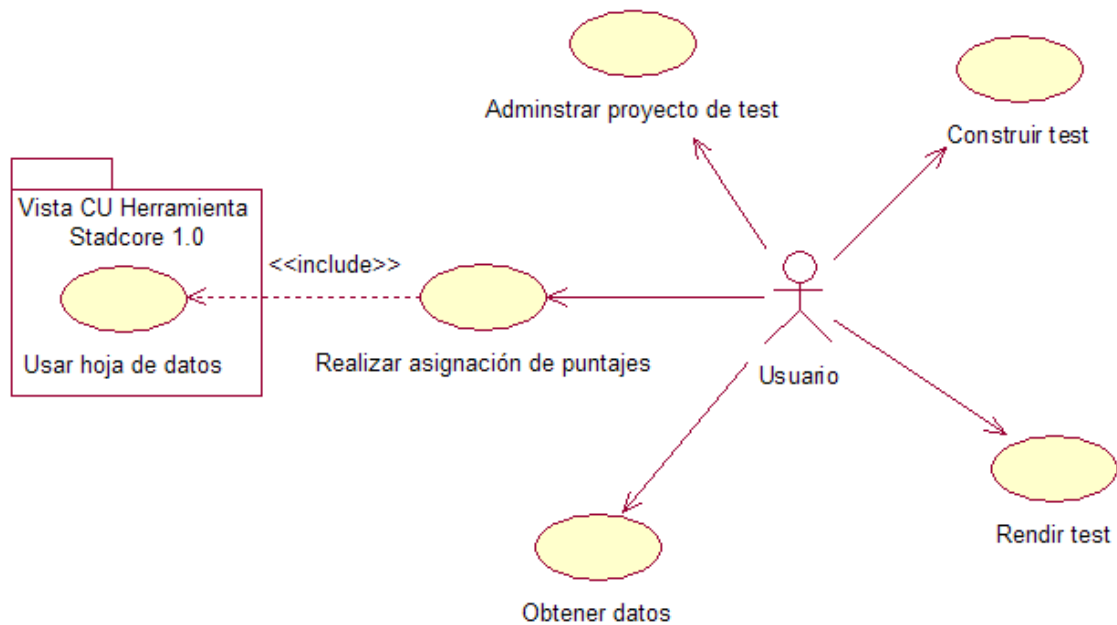 Adminstrar proyecto de test
Construir test
Vista CU Herramienta
Stadcore 1.0
<<include>>
Usar hoja de datos
Realizar asignación de puntajes
Usuario
Rendir test
Obtener datos